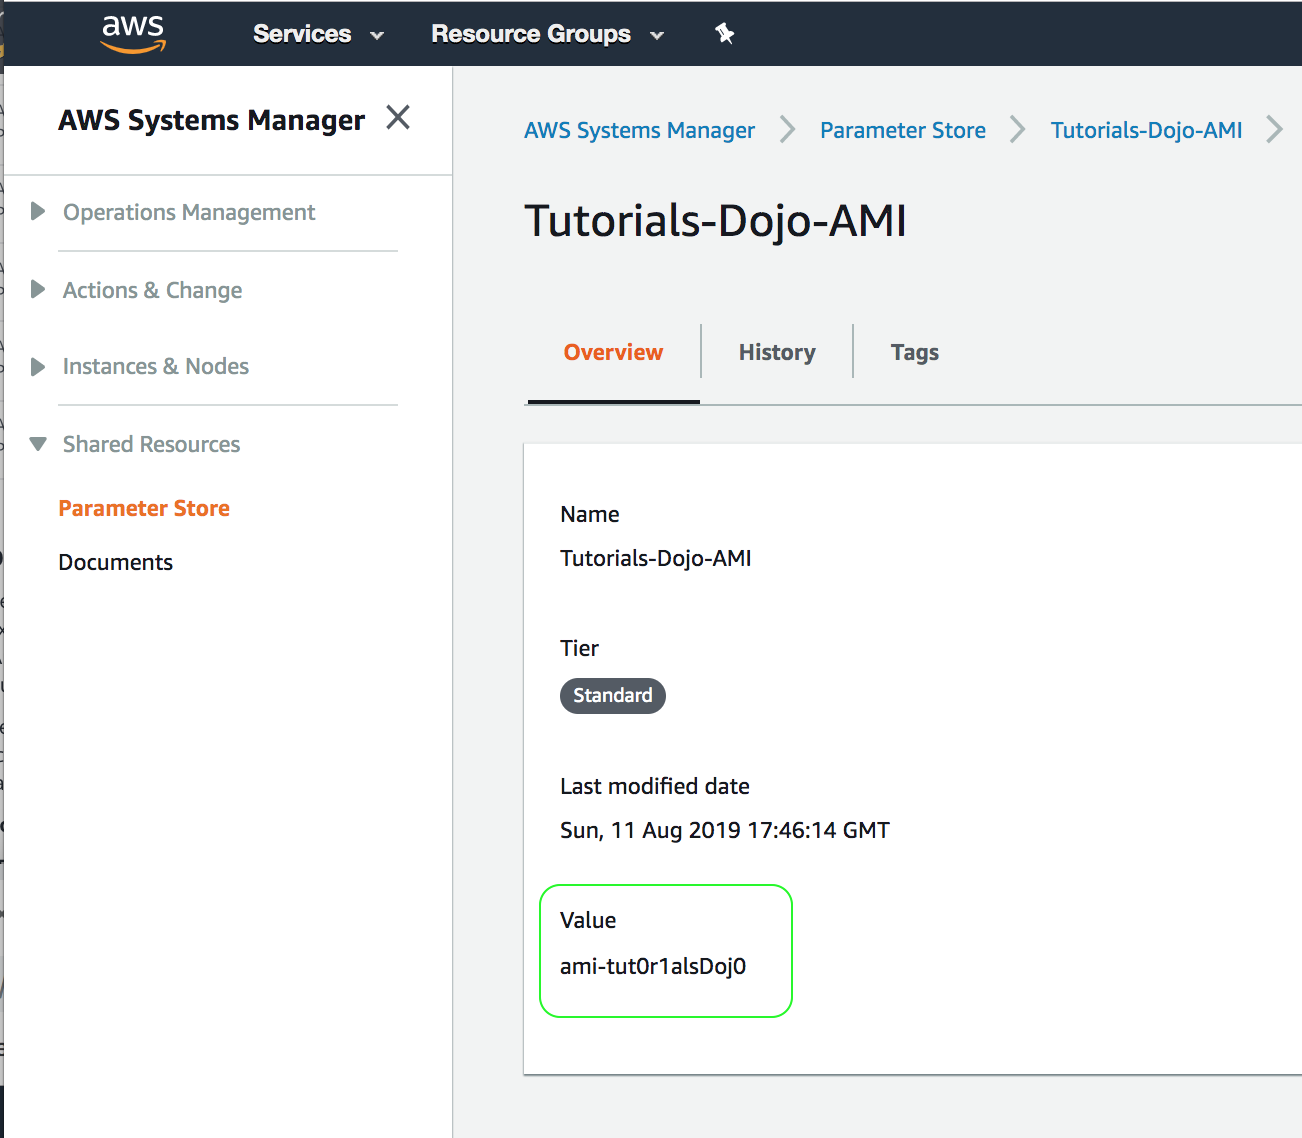 aws Services Resource Groups
AWS Systems Manager
Operations Management
Actions & Change
Instances & Nodes
Shared Resources
Parameter Store
Documents
AWS Systems Manager Parameter Store Tutorials-Dojo-AMI
Tutorials-Dojo-AMI
Overview History Tags
Name
Tutorials-Dojo-AMI
Tier
Standard
Last modified date
Sun, 11 Aug 2019 17:46:14 GMT
Value
ami-tut0r1alsDoj0